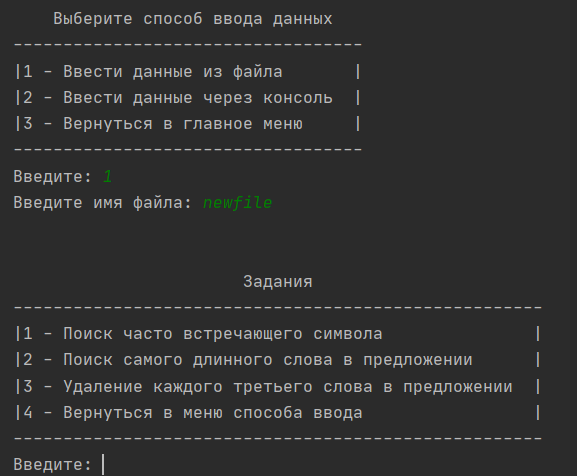 Выберите способ ввода данных
-----------------------------------
|1 - Ввести данные из файла       |
|2 - Ввести данные через консоль  |
|3 - Вернуться в главное меню     |
-----------------------------------
Введите: 1
Введите имя файла: newfile
Задания
-----------------------------------------------------
|1 - Поиск часто встречающего символа               |
|2 - Поиск самого длинного слова в предложении      |
|3 - Удаление каждого третьего слова в предложении  |
|4 - Вернуться в меню способа ввода                 |
-----------------------------------------------------
Введите: